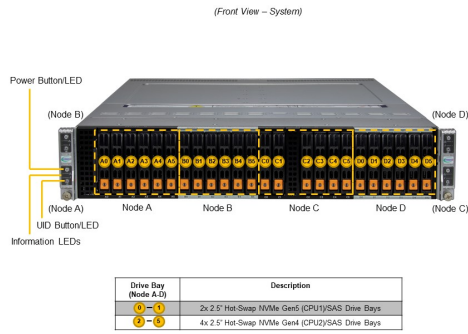 (Front View – System)
Power Button/LED
(Node B)
(Node D)
A0 A1 A2 A3 A4 A5 B0 B1 B2 B3 B4 B5 C0 C1 C2 C3 C4 C5 D0 D1 D2 D3 D4 D5
(Node A)
Node A
Node B
Node C
Node D
(Node C)
UID Button/LED
Information LEDs
Drive Bay
(Node A-D)
Description
0 – 1
2x 2.5" Hot-Swap NVMe Gen5 (CPU1)/SAS Drive Bays
2 – 5
4x 2.5" Hot-Swap NVMe Gen4 (CPU2)/SAS Drive Bays